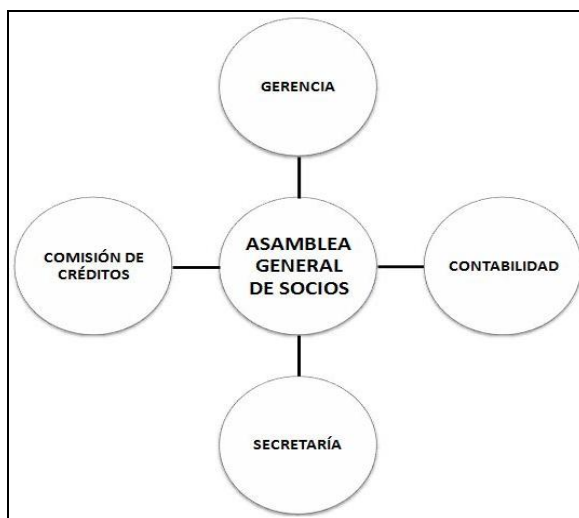 GERENCIA
COMISIÓN DE
CRÉDITOS
ASAMBLEA
GENERAL
DE SOCIOS
CONTABILIDAD
SECRETARÍA